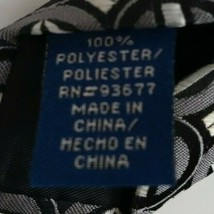 100%
POLYESTER/
POLIESTER
RN=93677
MADE IN
CHINA/
HECHO EN
CHINA